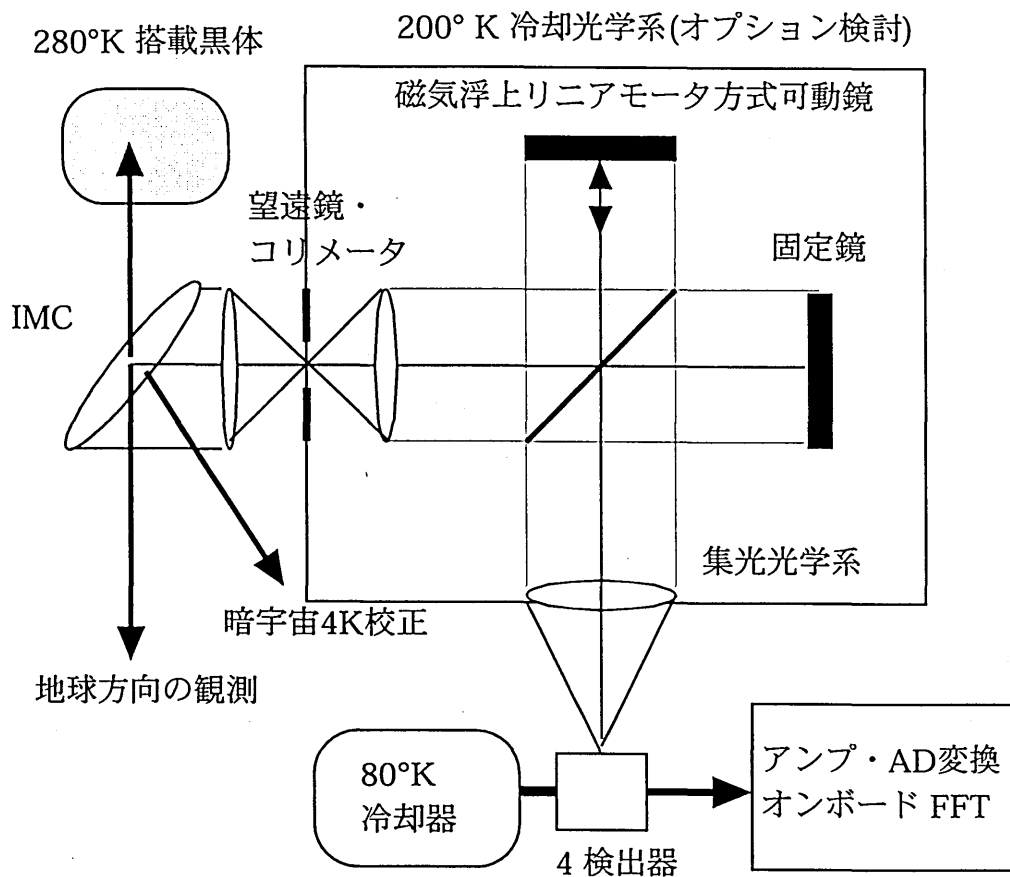 280°K 搭載黒体
200° K 冷却光学系(オプション検討)
磁気浮上リニアモータ方式可動鏡
望遠鏡・
コリメータ
固定鏡
IMC
集光光学系
暗宇宙4K校正
地球方向の観測
80°K
冷却器
アンプ・AD変換
オンボード FFT
4 検出器